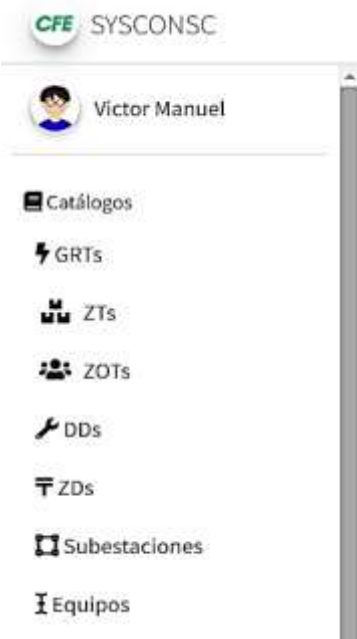 CFE SYSCONSC
Victor Manuel
Catálogos
GRTs
ZTs
ZOTs
DDs
ZDs
Subestaciones
Equipos